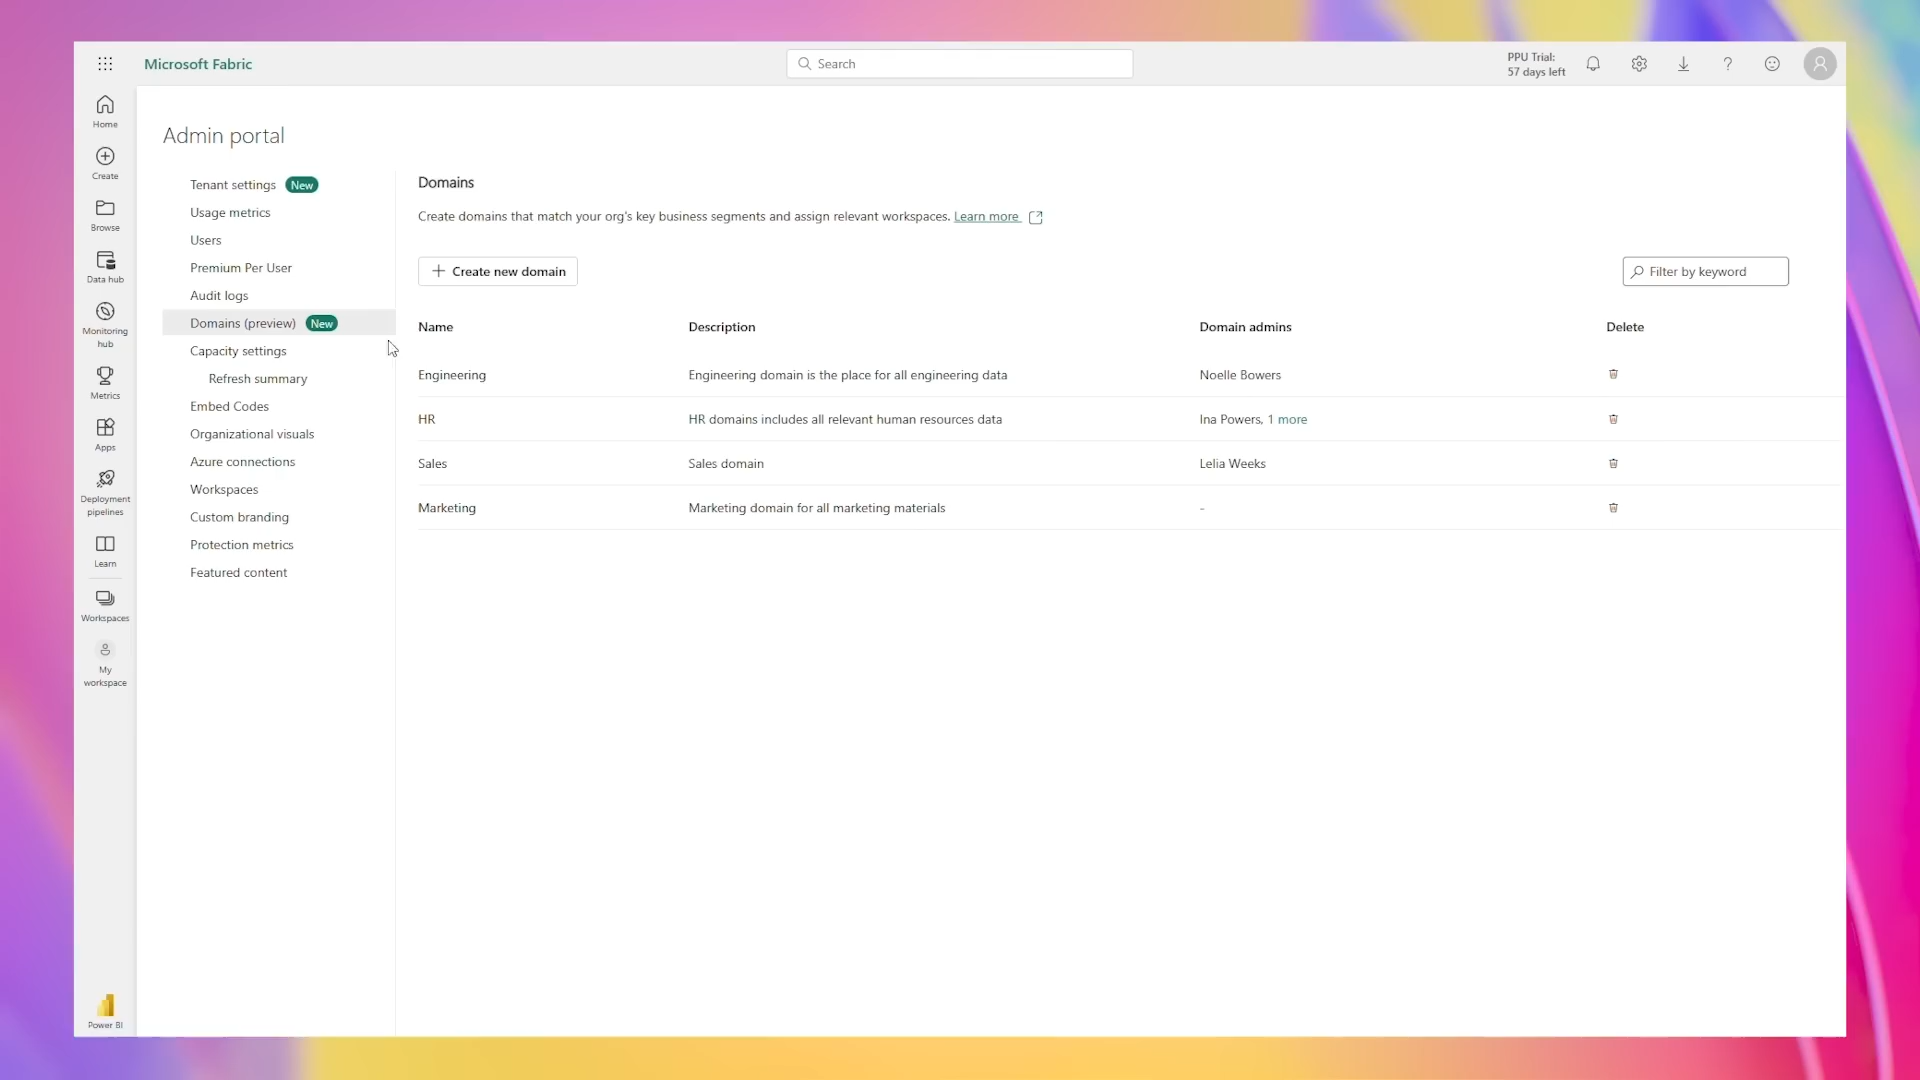 Microsoft Fabric
Search
PPU Trial:
57 days left
Home
Create
Browse
Data hub
Monitoring
hub
Metrics
Apps
Deployment
pipelines
Learn
Workspaces
My
workspace
Power BI
Admin portal
Tenant settings New
Usage metrics
Users
Premium Per User
Audit logs
Domains (preview) New
Capacity settings
Refresh summary
Embed Codes
Organizational visuals
Azure connections
Workspaces
Custom branding
Protection metrics
Featured content
Domains
Create domains that match your org's key business segments and assign relevant workspaces. Learn more
+ Create new domain
Filter by keyword
Name Description Domain admins Delete
Engineering Engineering domain is the place for all engineering data Noelle Bowers
HR HR domains includes all relevant human resources data Ina Powers, 1 more
Sales Sales domain Lelia Weeks
Marketing Marketing domain for all marketing materials -